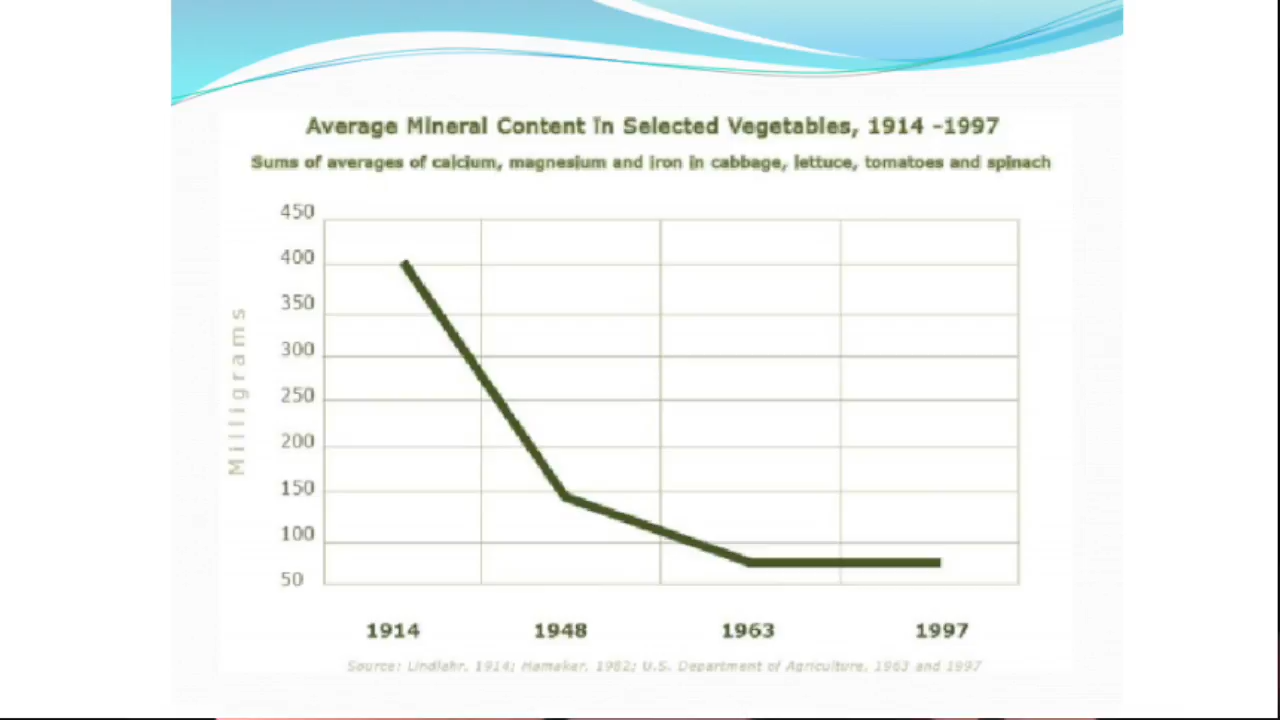 Average Mineral Content in Selected Vegetables, 1914 -1997
Sums of averages of calcium, magnesium and iron in cabbage, lettuce, tomatoes and spinach
450
400
350
300
250
200
150
100
50
Milligrams
1914 1948 1963 1997
Source: Lindlahr, 1914; Hamaker, 1982; U.S. Department of Agriculture, 1963 and 1997